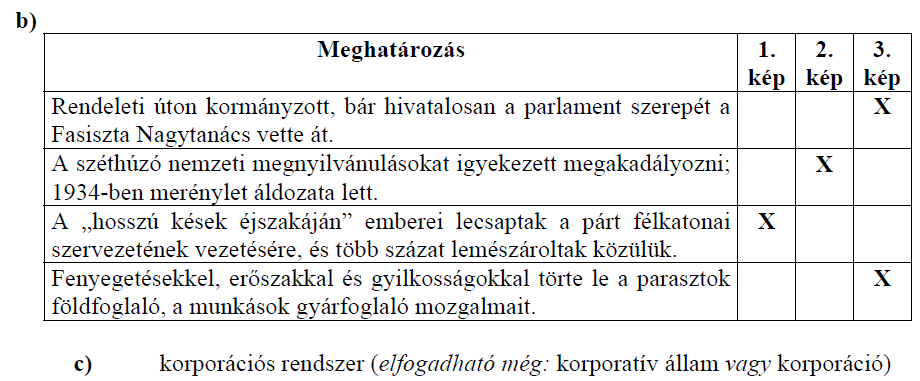 b)
Meghatározás 1. kép 2. kép 3. kép
Rendeleti úton kormányzott, bár hivatalosan a parlament szerepét a X
Fasiszta Nagytanács vette át.
A széthúzó nemzeti megnyilvánulásokat igyekezett megakadályozni; X
1934-ben merénylet áldozata lett.
A „hosszú kések éjszakáján” emberei lecsaptak a párt félkatonai X
szervezetének vezetésére, és több százat lemészároltak közülük.
Fenyegetésekkel, erőszakkal és gyilkosságokkal törte le a parasztok X
földfoglaló, a munkások gyárfoglaló mozgalmait.
c) korporációs rendszer (elfogadható még: korporatív állam vagy korporáció)